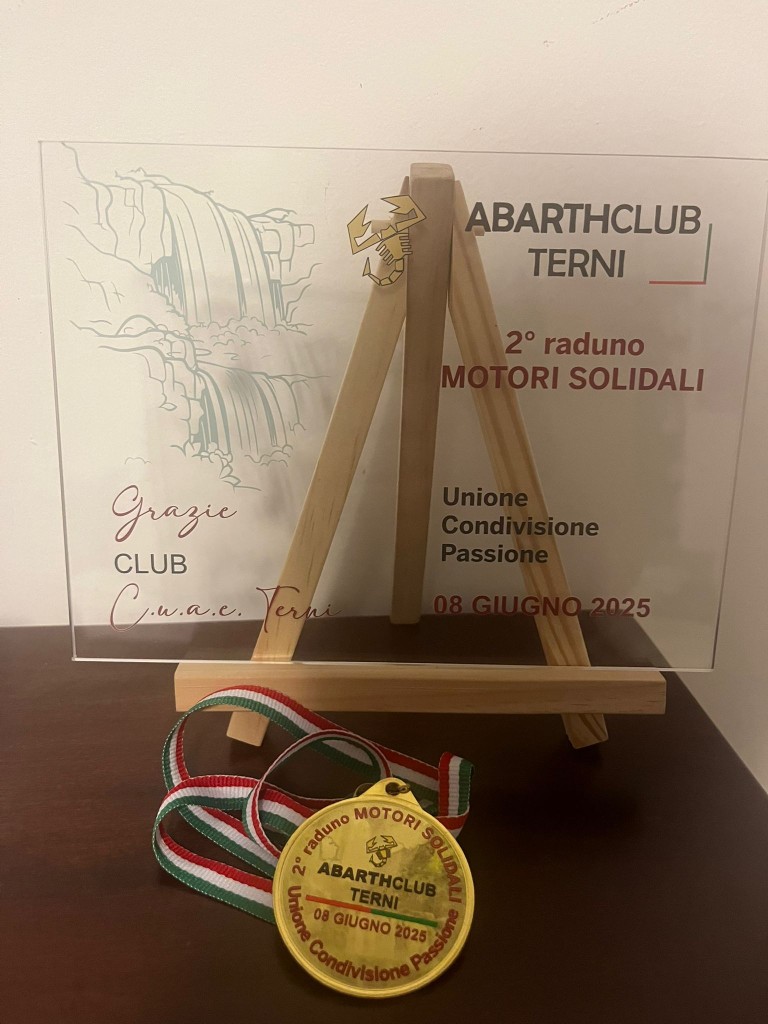 ABARTHCLUB
TERNI
2° raduno
MOTORI SOLIDALI
Unione
Condivisione
Passione
08 GIUGNO 2025
Grazie
CLUB
C.u.a.e. Terni
2° raduno MOTORI SOLIDALI
ABARTHCLUB
TERNI
08 GIUGNO 2025
Unione Condivisione Passione